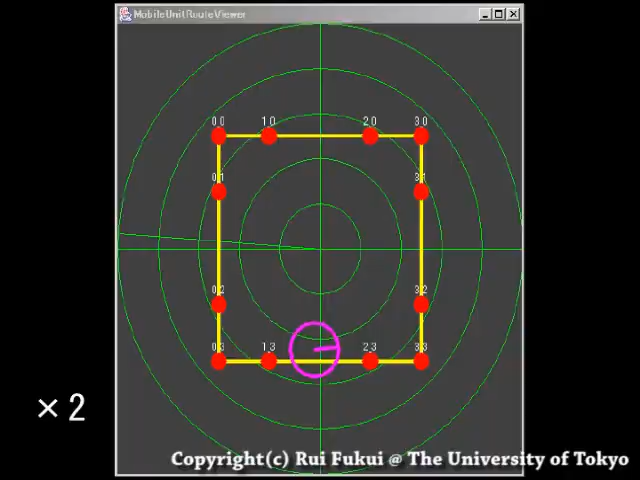 MobileUnitRouteViewer
0.0 1.0 2.0 3.0
0.1 3.1
0.2 3.2
0.3 1.3 2.3 3.3
×2
Copyright(c) Rui Fukui @ The University of Tokyo